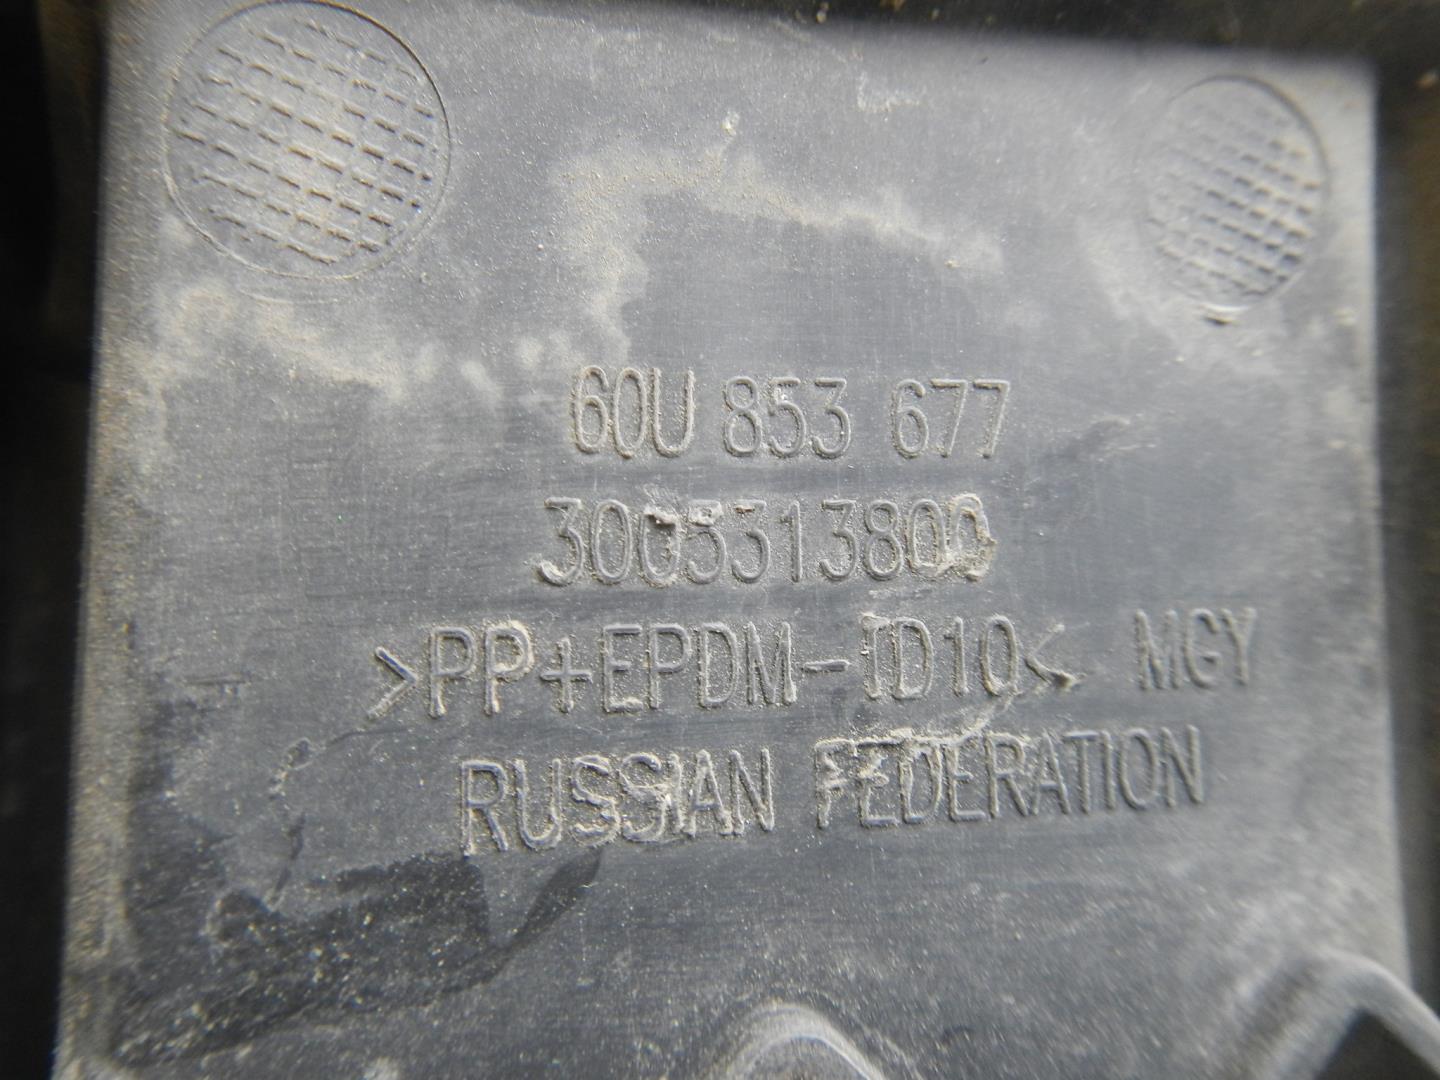 60U 853 677
3005313800
>PP+EPDM-TD10< MGY
RUSSIAN FEDERATION